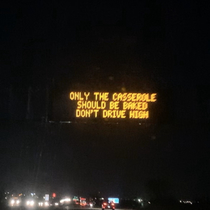 ONLY THE CASSEROLE
SHOULD BE BAKED
DON'T DRIVE HIGH